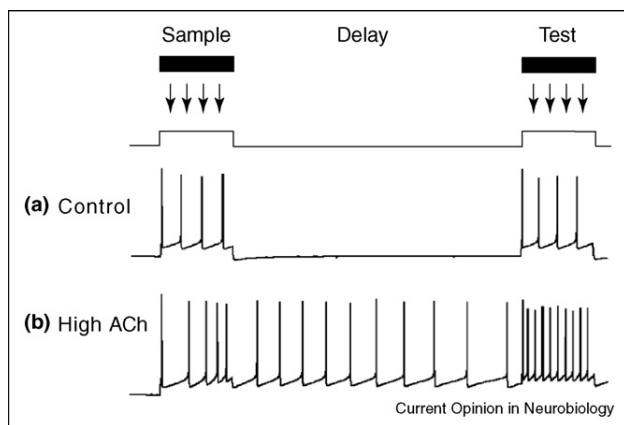 Sample Delay Test
(a) Control
(b) High ACh
Current Opinion in Neurobiology